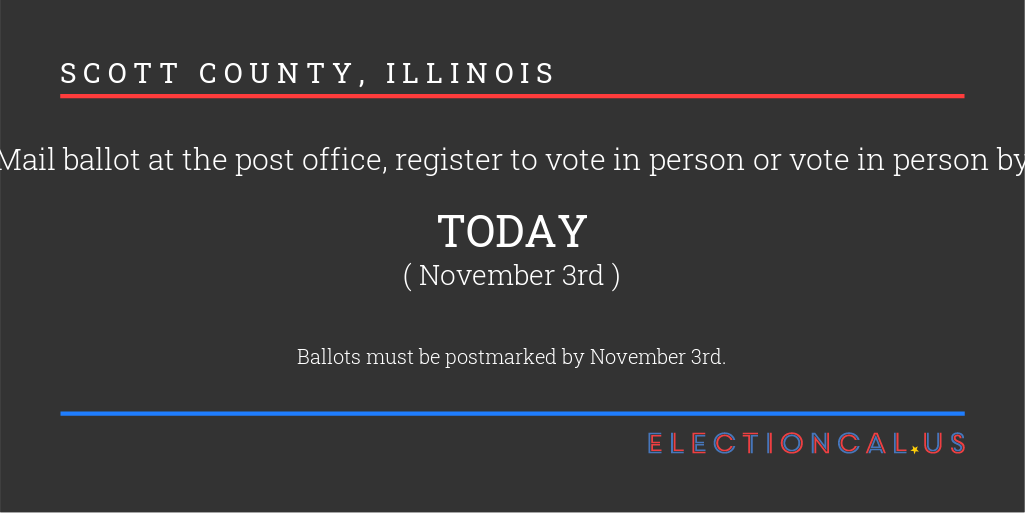 SCOTT COUNTY, ILLINOIS
Mail ballot at the post office, register to vote in person or vote in person by
TODAY
( November 3rd )
Ballots must be postmarked by November 3rd.
ELECTIONCAL.US